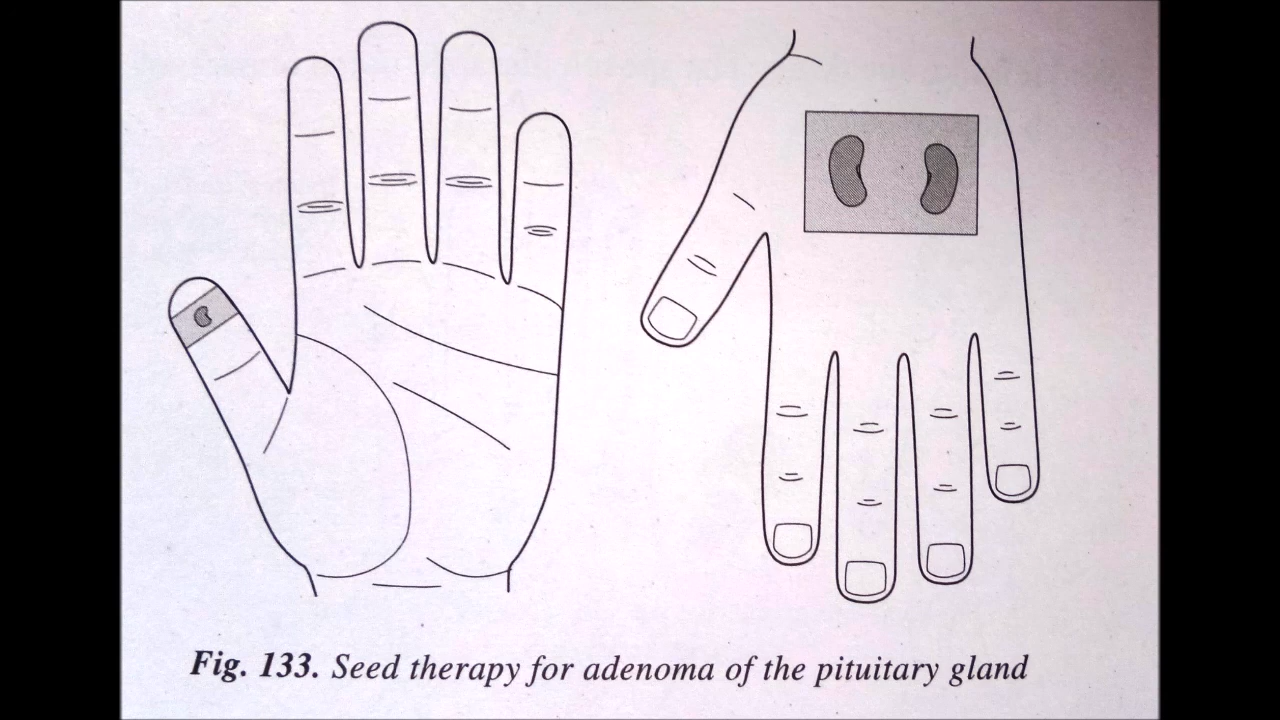 Fig. 133. Seed therapy for adenoma of the pituitary gland